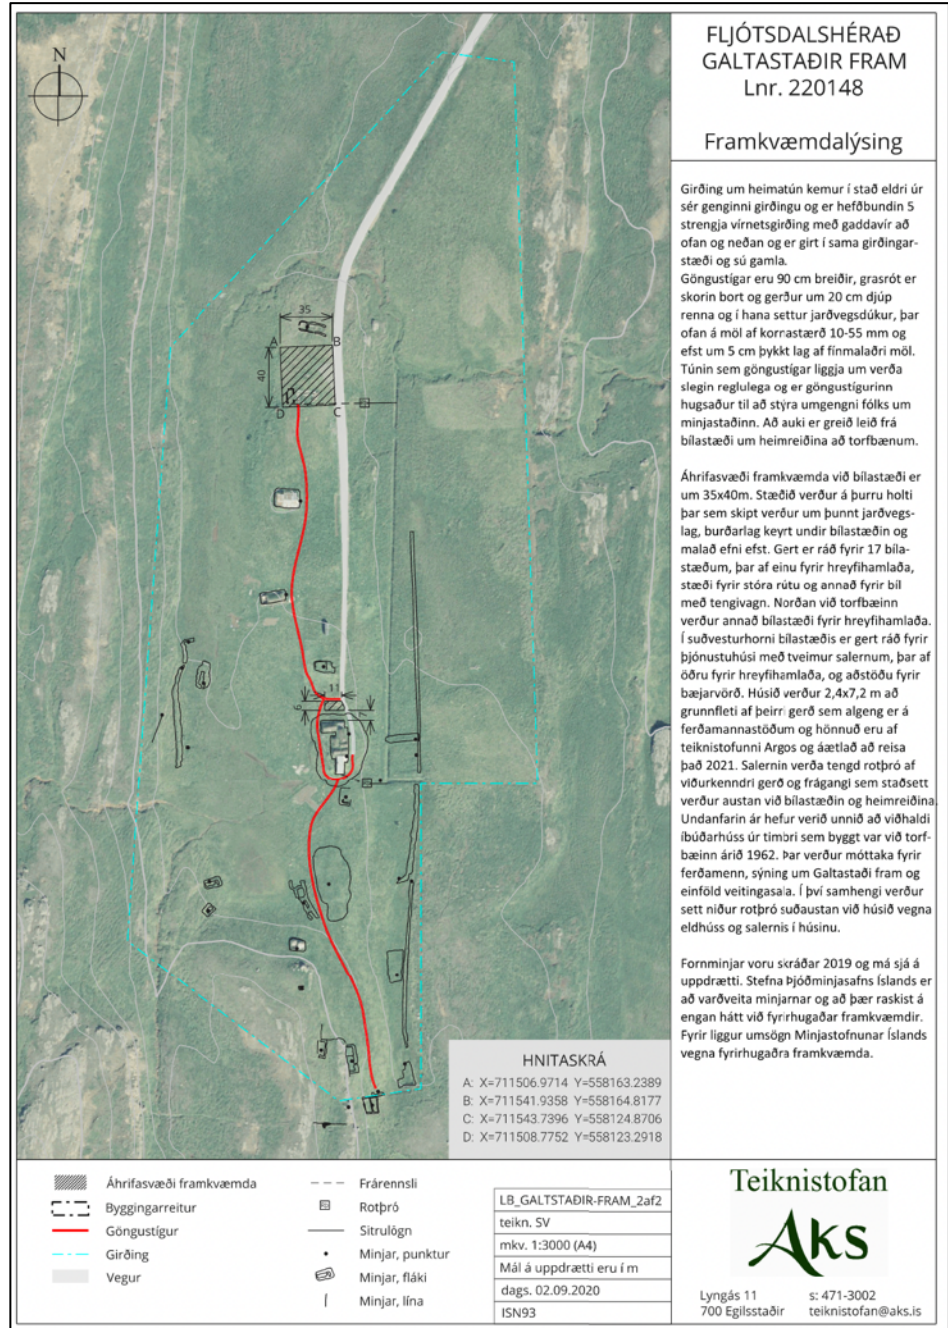 FLJÓTSDALSHÉRAÐ
GALTASTAÐIR FRAM
Lnr. 220148
Framkvæmdalýsing
Girðing um heimatún kemur í stað eldri úr
sér genginni girðingu og er hefðbundin 5
strengja vírnetsgirðing með gaddavír að
ofan og neðan og er girt í sama girðingar-
stæði og sú gamla.
Göngustígar eru 90 cm breiðir, grasrót er
skorin bort og gerður um 20 cm djúp
renna og í hana settur jarðvegsdúkur, þar
ofan á möl af kornastærð 10-55 mm og
efst um 5 cm þykkt lag af fínmalaðri möl.
Túnin sem göngustígar liggja um verða
slegin reglulega og er göngustígurinn
hugsaður til að stýra umgengni fólks um
minjastaðinn. Að auki er greið leið frá
bílastæði um heimreiðina að torfbænum.
Áhrifasvæði framkvæmda við bílastæði er
um 35x40m. Stæðið verður á þurru holti
þar sem skipt verður um þunnt jarðvegs-
lag, burðarlag keyrt undir bílastæðin og
malað efni efst. Gert er ráð fyrir 17 bíla-
stæðum, þar af einu fyrir hreyfihamlaða,
stæði fyrir stóra rútu og annað fyrir bíl
með tengivagn. Norðan við torfbæinn
verður annað bílastæði fyrir hreyfihamlaða.
Í suðvesturhorni bílastæðis er gert ráð fyrir
þjónustuhúsi með tveimur salernum, þar af
öðru fyrir hreyfihamlaða, og aðstöðu fyrir
bæjarvörð. Húsið verður 2,4x7,2 m að
grunnfleti af þeirri gerð sem algeng er á
ferðamannastöðum og hönnuð eru af
teiknistofunni Argos og áætlað að reisa
það 2021. Salernin verða tengd rotþró af
viðurkenndri gerð og frágangi sem staðsett
verður austan við bílastæðin og heimreiðina.
Undanfarin ár hefur verið unnið að viðhaldi
íbúðarhúss úr timbri sem byggt var við torf-
bæinn árið 1962. Þar verður móttaka fyrir
ferðamenn, sýning um Galtastaði fram og
einföld veitingasala. Í því samhengi verður
sett niður rotþró suðaustan við húsið vegna
eldhúss og salernis í húsinu.
Fornminjar voru skráðar 2019 og má sjá á
uppdrætti. Stefna Þjóðminjasafns Íslands er
að varðveita minjarnar og að þær raskist á
engan hátt við fyrirhugaðar framkvæmdir.
Fyrir liggur umsögn Minjastofnunar Íslands
vegna fyrirhugaðra framkvæmda.
N
35
A
B
40
D
C
11
6
7
HNITASKRÁ
A: X=711506.9714 Y=558163.2389
B: X=711541.9358 Y=558164.8177
C: X=711543.7396 Y=558124.8706
D: X=711508.7752 Y=558123.2918
Áhrifasvæði framkvæmda
Byggingarreitur
Göngustígur
Girðing
Vegur
Frárennsli
Rotþró
Sitrulögn
Minjar, punktur
Minjar, fláki
Minjar, lína
LB_GALTSTAÐIR-FRAM_2af2
teikn. SV
mkv. 1:3000 (A4)
Mál á uppdrætti eru í m
dags. 02.09.2020
ISN93
Teiknistofan
AKS
Lyngás 11 s: 471-3002
700 Egilsstaðir teiknistofan@aks.is